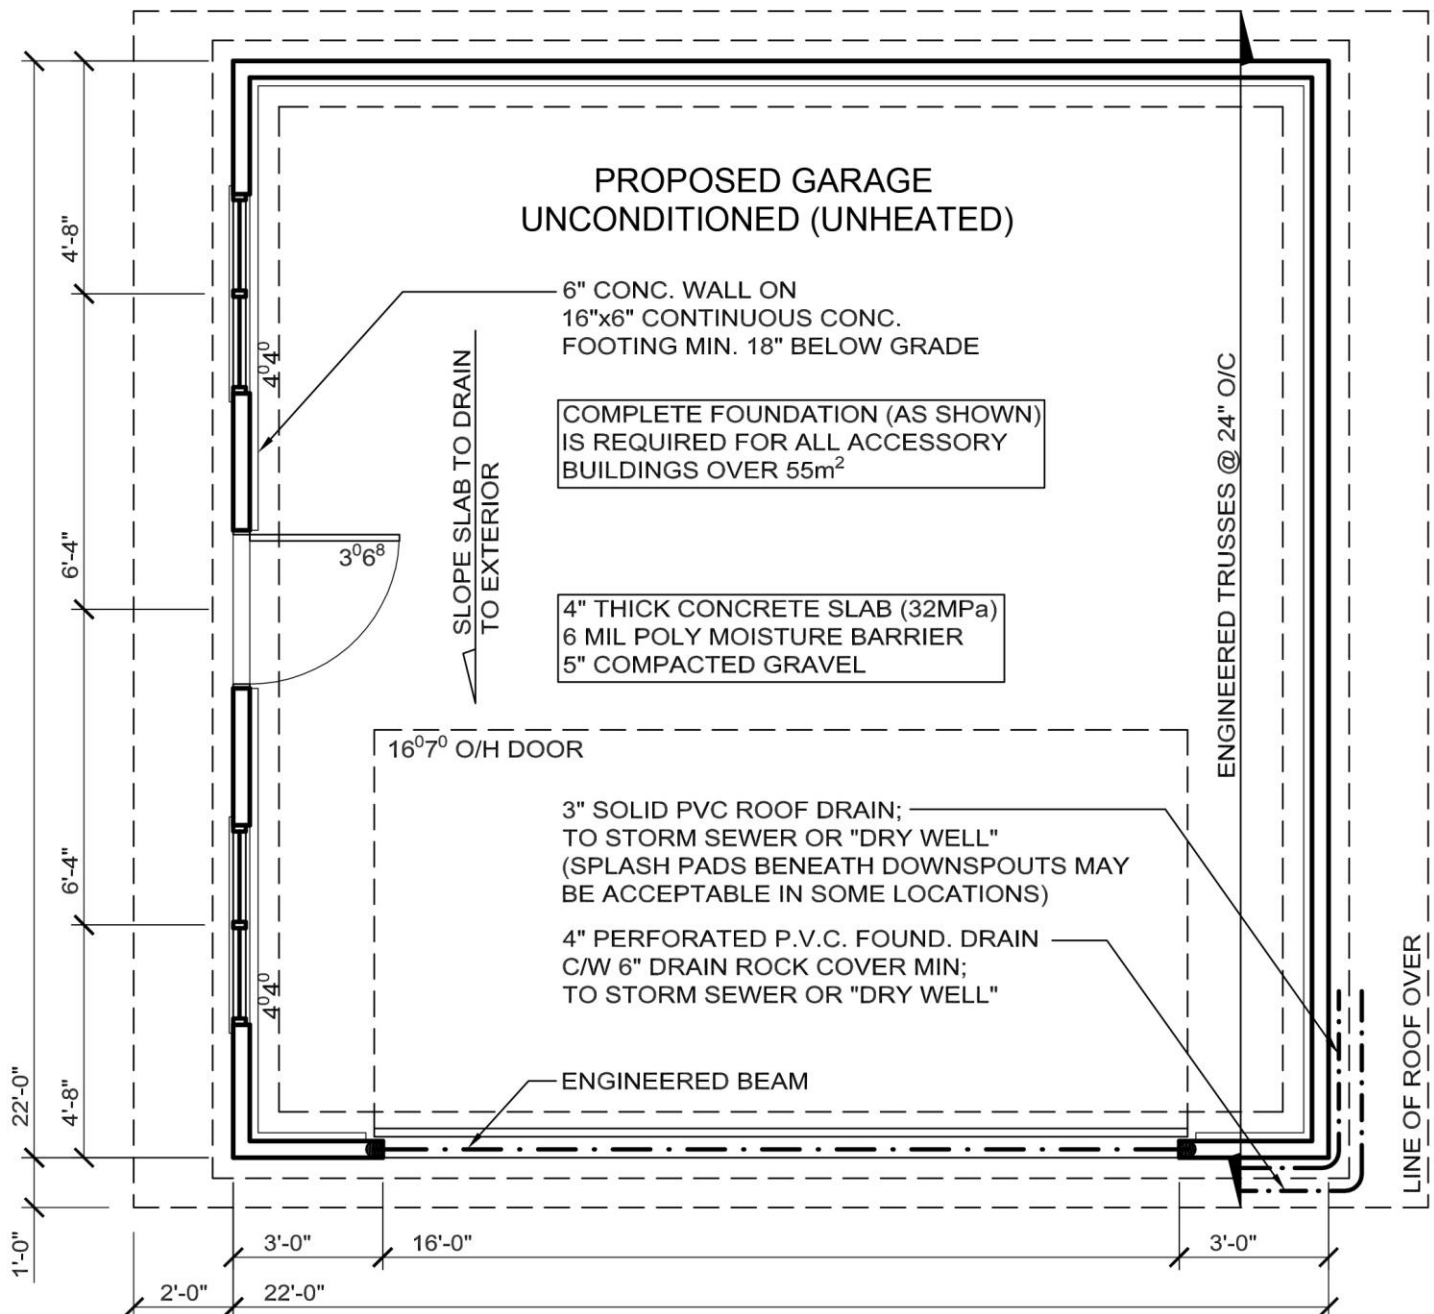 PROPOSED GARAGE
UNCONDITIONED (UNHEATED)
6" CONC. WALL ON
16"x6" CONTINUOUS CONC.
FOOTING MIN. 18" BELOW GRADE
COMPLETE FOUNDATION (AS SHOWN)
IS REQUIRED FOR ALL ACCESSORY
BUILDINGS OVER 55m²
SLOPE SLAB TO DRAIN
TO EXTERIOR
4⁰4⁰
3⁰6⁸
4" THICK CONCRETE SLAB (32MPa)
6 MIL POLY MOISTURE BARRIER
5" COMPACTED GRAVEL
ENGINEERED TRUSSES @ 24" O/C
16⁰7⁰ O/H DOOR
3" SOLID PVC ROOF DRAIN;
TO STORM SEWER OR "DRY WELL"
(SPLASH PADS BENEATH DOWNSPOUTS MAY
BE ACCEPTABLE IN SOME LOCATIONS)
4" PERFORATED P.V.C. FOUND. DRAIN
C/W 6" DRAIN ROCK COVER MIN;
TO STORM SEWER OR "DRY WELL"
4⁰4⁰
ENGINEERED BEAM
LINE OF ROOF OVER
4'-8"
6'-4"
6'-4"
4'-8"
22'-0"
1'-0"
3'-0"
16'-0"
3'-0"
2'-0"
22'-0"